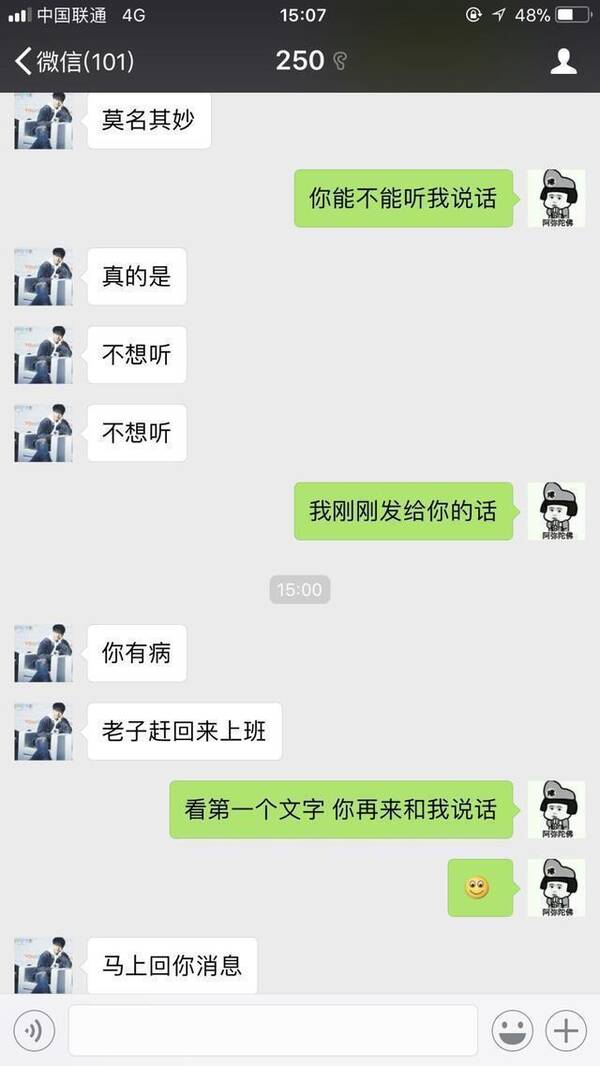 中国联通 4G 15:07 48%
微信(101) 250
莫名其妙
你能不能听我说话
阿弥陀佛
真的是
不想听
不想听
我刚刚发给你的话
阿弥陀佛
15:00
你有病
老子赶回来上班
看第一个文字 你再来和我说话
阿弥陀佛
阿弥陀佛
马上回你消息